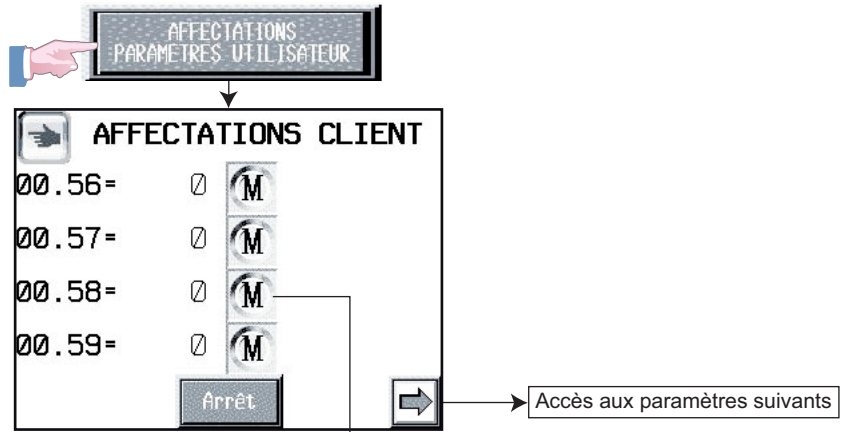 AFFECTATIONS
PARAMETRES UTILISATEUR
AFFECTATIONS CLIENT
00.56= 0 M
00.57= 0 M
00.58= 0 M
00.59= 0 M
Arrêt
Accès aux paramètres suivants